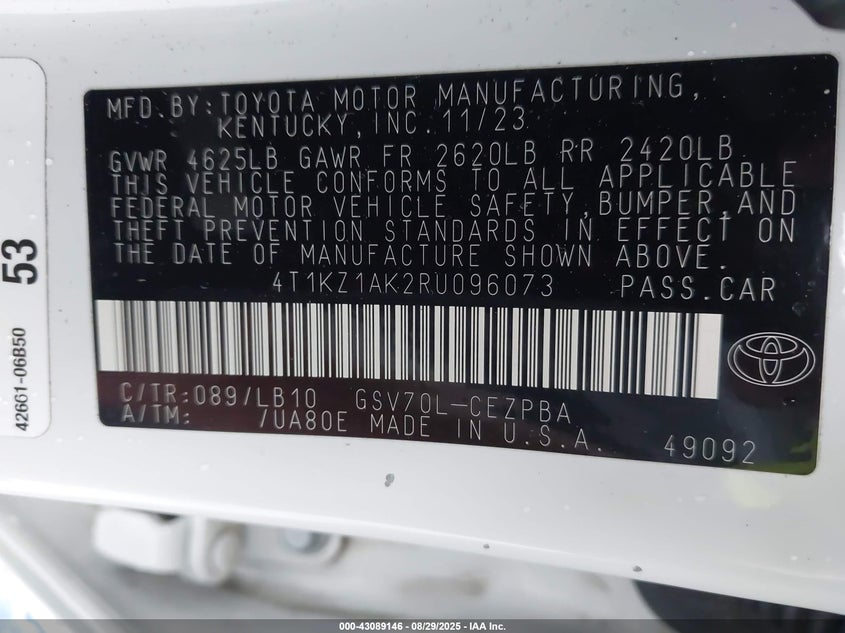 MFD.BY:TOYOTA MOTOR MANUFACTURING,
KENTUCKY,INC.11/23
GVWR 4625LB GAWR FR 2620LB RR 2420LB
THIS VEHICLE CONFORMS TO ALL APPLICABLE
FEDERAL MOTOR VEHICLE SAFETY,BUMPER,AND
THEFT PREVENTION STANDARDS IN EFFECT ON
THE DATE OF MANUFACTURE SHOWN ABOVE.
4T1KZ1AK2RU096073 PASS.CAR
C/TR:089/LB10 GSV70L-CEZPBA
A/TM: /UA80E MADE IN U.S.A.
49092
53
42661-06B50
000-43089146 - 08/29/2025 - IAA Inc.